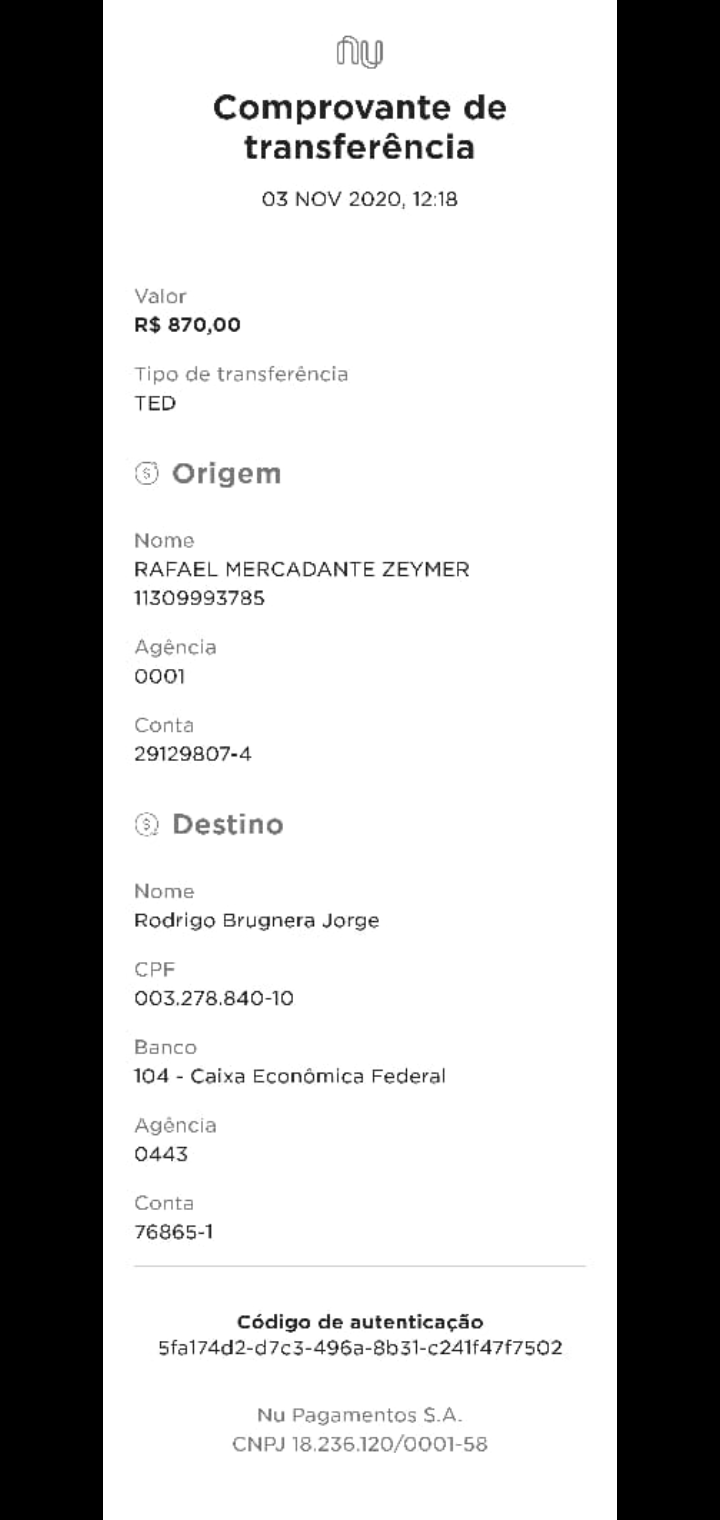 nu
Comprovante de
transferência
03 NOV 2020, 12:18
Valor
R$ 870,00
Tipo de transferência
TED
Origem
Nome
RAFAEL MERCADANTE ZEYMER
11309993785
Agência
0001
Conta
29129807-4
Destino
Nome
Rodrigo Brugnera Jorge
CPF
003.278.840-10
Banco
104 - Caixa Econômica Federal
Agência
0443
Conta
76865-1
Código de autenticação
5fa174d2-d7c3-496a-8b31-c241f47f7502
Nu Pagamentos S.A.
CNPJ 18.236.120/0001-58